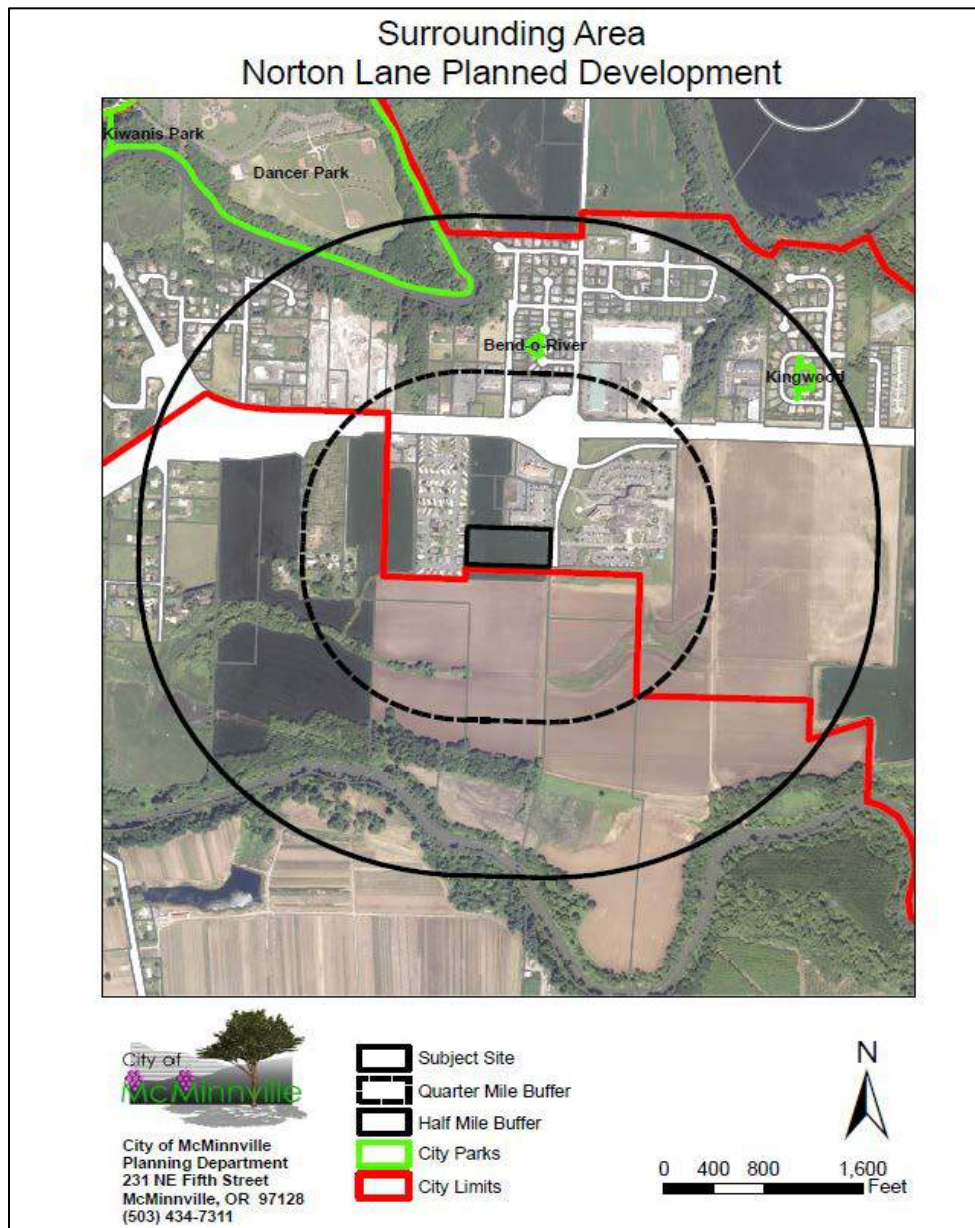 Surrounding Area
Norton Lane Planned Development
Kiwanis Park
Dancer Park
Bend-o-River
Kingwood
City of
McMinnville
City of McMinnville
Planning Department
231 NE Fifth Street
McMinnville, OR 97128
(503) 434-7311
Subject Site
Quarter Mile Buffer
Half Mile Buffer
City Parks
City Limits
N
0 400 800 1,600
Feet